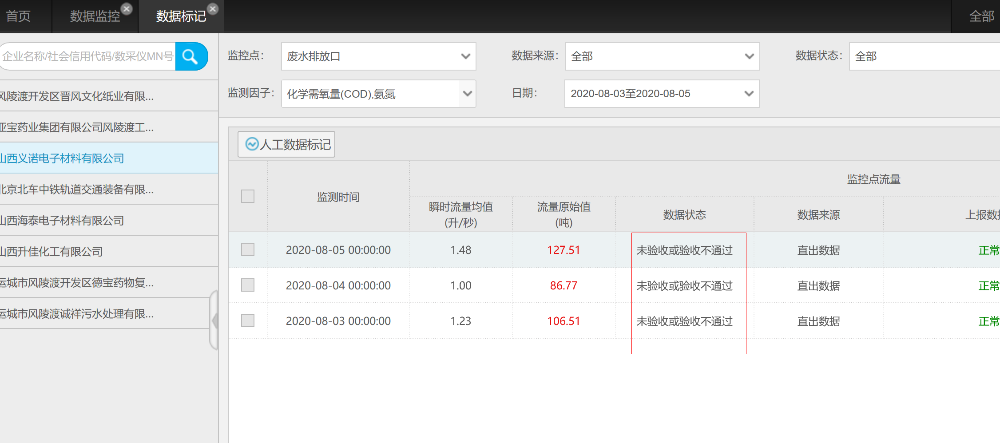 首页
数据监控
数据标记
全部
企业名称/社会信用代码/数采仪MN号
风陵渡开发区晋风文化纸业有限...
亚宝药业集团有限公司风陵渡工...
山西义诺电子材料有限公司
北京北车中铁轨道交通装备有限...
山西海泰电子材料有限公司
山西升佳化工有限公司
运城市风陵渡开发区德宝药物复...
运城市风陵渡诚祥污水处理有限...
监控点: 废水排放口 数据来源: 全部 数据状态: 全部
监测因子: 化学需氧量(COD),氨氮 日期: 2020-08-03至2020-08-05
人工数据标记
监控点流量
监测时间
瞬时流量均值
(升/秒)
流量原始值
(吨)
数据状态
数据来源
上报数据
2020-08-05 00:00:00 1.48 127.51 未验收或验收不通过 直出数据 正常
2020-08-04 00:00:00 1.00 86.77 未验收或验收不通过 直出数据 正常
2020-08-03 00:00:00 1.23 106.51 未验收或验收不通过 直出数据 正常